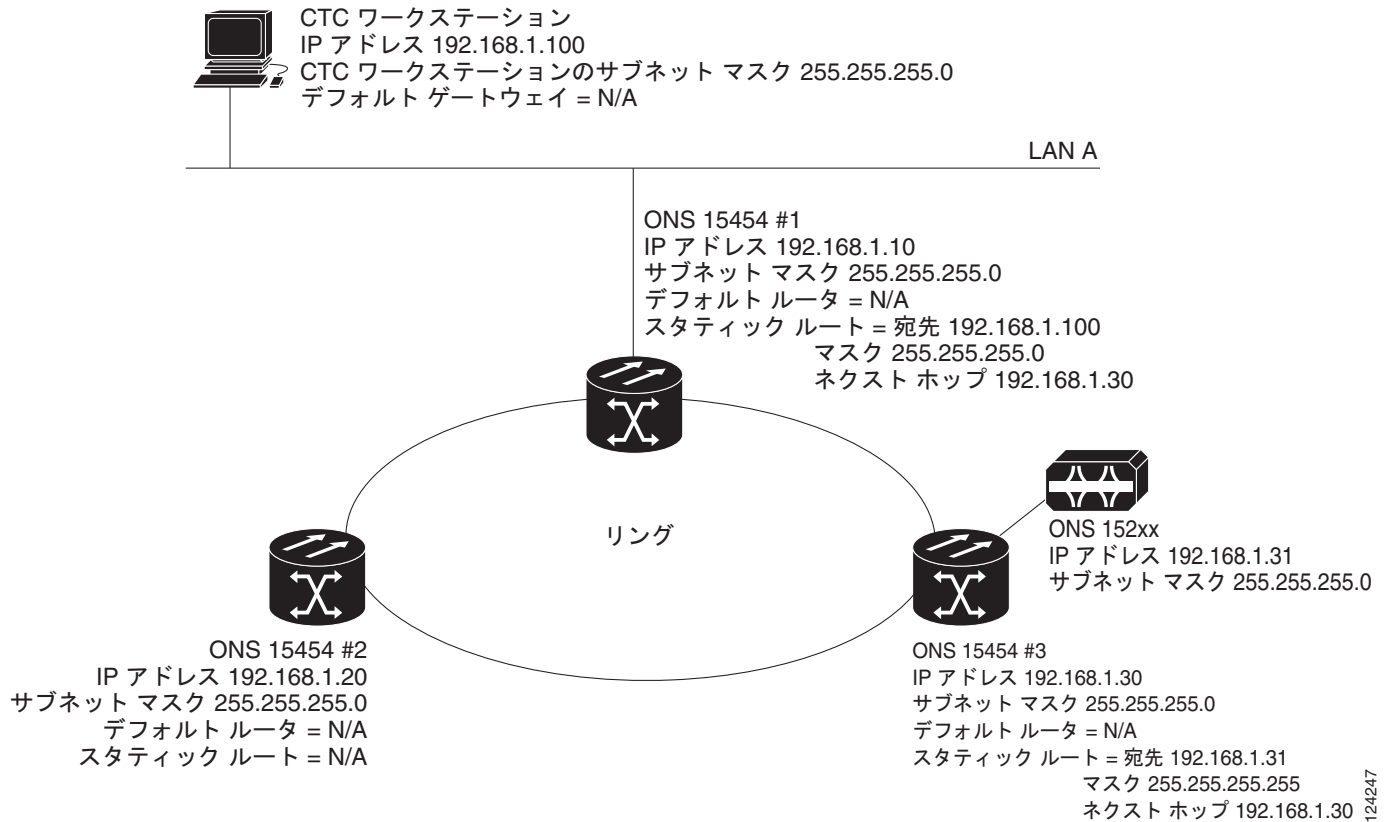 CTC ワークステーション
IP アドレス 192.168.1.100
CTC ワークステーションのサブネット マスク 255.255.255.0
デフォルト ゲートウェイ = N/A
LAN A
ONS 15454 #1
IP アドレス 192.168.1.10
サブネット マスク 255.255.255.0
デフォルト ルータ = N/A
スタティック ルート = 宛先 192.168.1.100
マスク 255.255.255.0
ネクスト ホップ 192.168.1.30
リング
ONS 152xx
IP アドレス 192.168.1.31
サブネット マスク 255.255.255.0
ONS 15454 #2
IP アドレス 192.168.1.20
サブネット マスク 255.255.255.0
デフォルト ルータ = N/A
スタティック ルート = N/A
ONS 15454 #3
IP アドレス 192.168.1.30
サブネット マスク 255.255.255.0
デフォルト ルータ = N/A
スタティック ルート = 宛先 192.168.1.31
マスク 255.255.255.255
ネクスト ホップ 192.168.1.30
124247